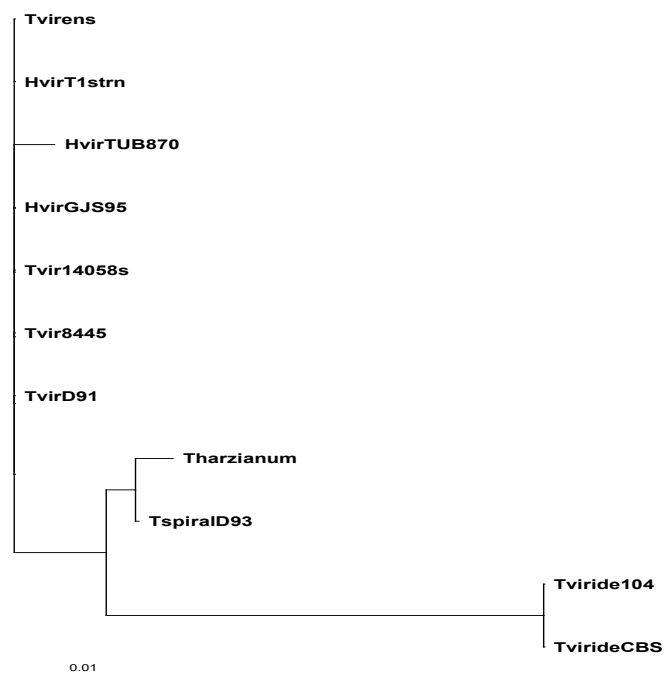 Tvirens
HvirT1strn
HvirTUB870
HvirGJS95
Tvir14058s
Tvir8445
TvirD91
Tharzianum
TspiralD93
Tviride104
TvirideCBS
0.01